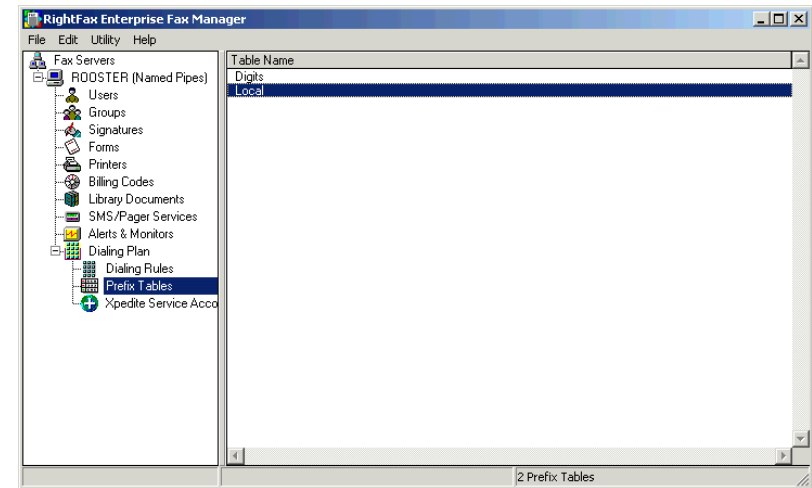 RightFax Enterprise Fax Manager
File Edit Utility Help
Fax Servers
ROOSTER (Named Pipes)
Users
Groups
Signatures
Forms
Printers
Billing Codes
Library Documents
SMS/Pager Services
Alerts & Monitors
Dialing Plan
Dialing Rules
Prefix Tables
Xpedite Service Acco
Table Name
Digits
Local
2 Prefix Tables